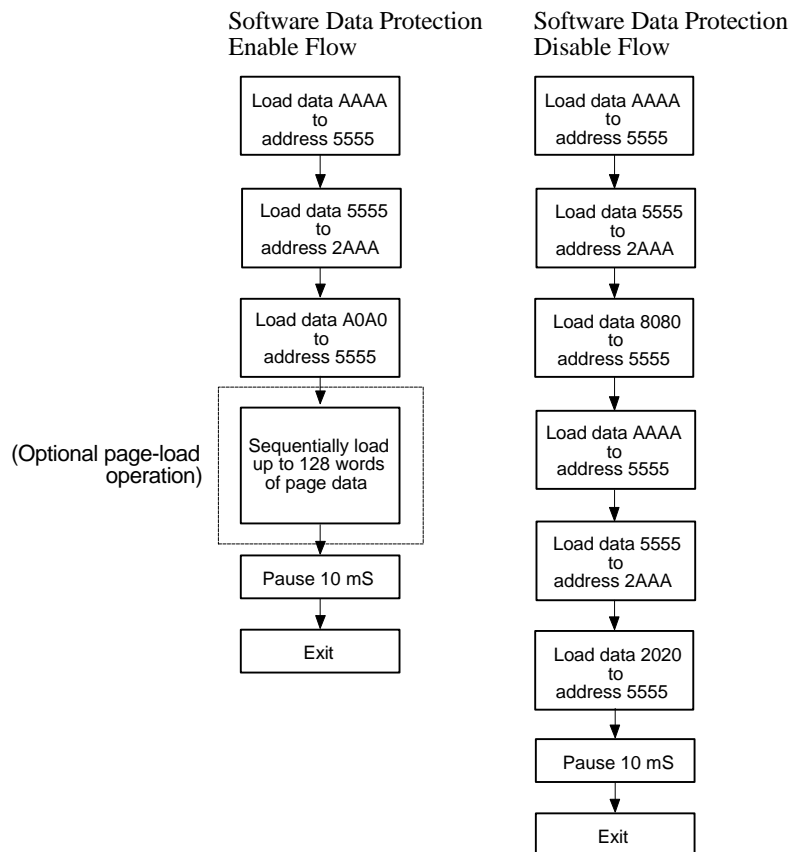 Software Data Protection
Enable Flow
Load data AAAA
to
address 5555
Load data 5555
to
address 2AAA
Load data A0A0
to
address 5555
(Optional page-load
operation)
Sequentially load
up to 128 words
of page data
Pause 10 mS
Exit
Software Data Protection
Disable Flow
Load data AAAA
to
address 5555
Load data 5555
to
address 2AAA
Load data 8080
to
address 5555
Load data AAAA
to
address 5555
Load data 5555
to
address 2AAA
Load data 2020
to
address 5555
Pause 10 mS
Exit